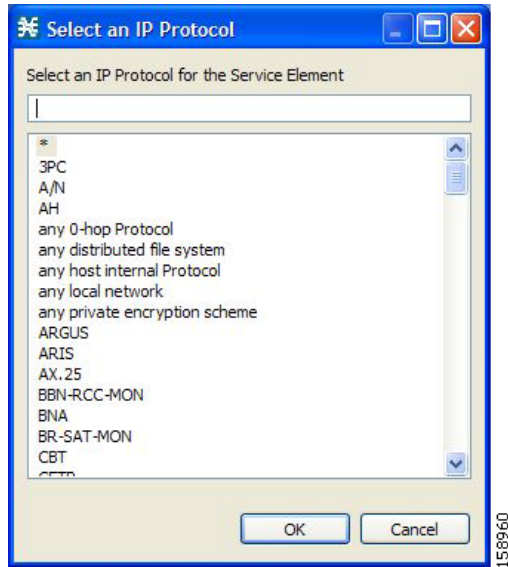 Select an IP Protocol
Select an IP Protocol for the Service Element
*
3PC
A/N
AH
any 0-hop Protocol
any distributed file system
any host internal Protocol
any local network
any private encryption scheme
ARGUS
ARIS
AX.25
BBN-RCC-MON
BNA
BR-SAT-MON
CBT
OK Cancel
158960